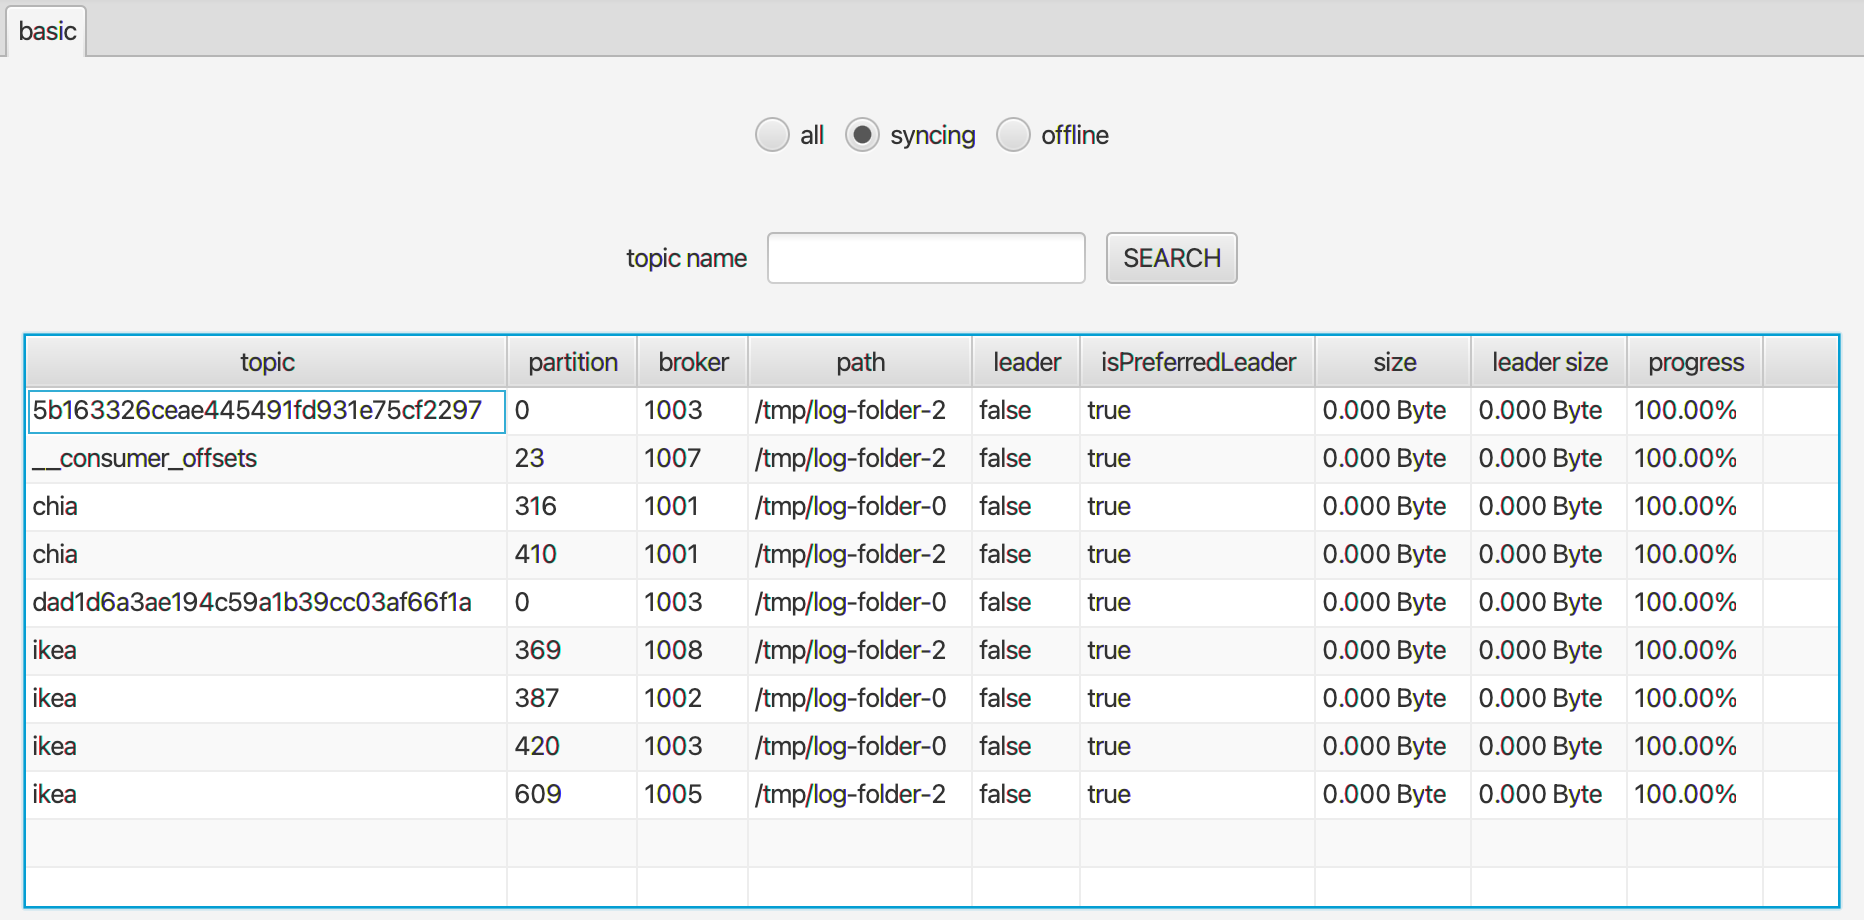 basic
all syncing offline
topic name SEARCH
topic partition broker path leader isPreferredLeader size leader size progress
5b163326ceae445491fd931e75cf2297 0 1003 /tmp/log-folder-2 false true 0.000 Byte 0.000 Byte 100.00%
__consumer_offsets 23 1007 /tmp/log-folder-2 false true 0.000 Byte 0.000 Byte 100.00%
chia 316 1001 /tmp/log-folder-0 false true 0.000 Byte 0.000 Byte 100.00%
chia 410 1001 /tmp/log-folder-2 false true 0.000 Byte 0.000 Byte 100.00%
dad1d6a3ae194c59a1b39cc03af66f1a 0 1003 /tmp/log-folder-0 false true 0.000 Byte 0.000 Byte 100.00%
ikea 369 1008 /tmp/log-folder-2 false true 0.000 Byte 0.000 Byte 100.00%
ikea 387 1002 /tmp/log-folder-0 false true 0.000 Byte 0.000 Byte 100.00%
ikea 420 1003 /tmp/log-folder-0 false true 0.000 Byte 0.000 Byte 100.00%
ikea 609 1005 /tmp/log-folder-2 false true 0.000 Byte 0.000 Byte 100.00%